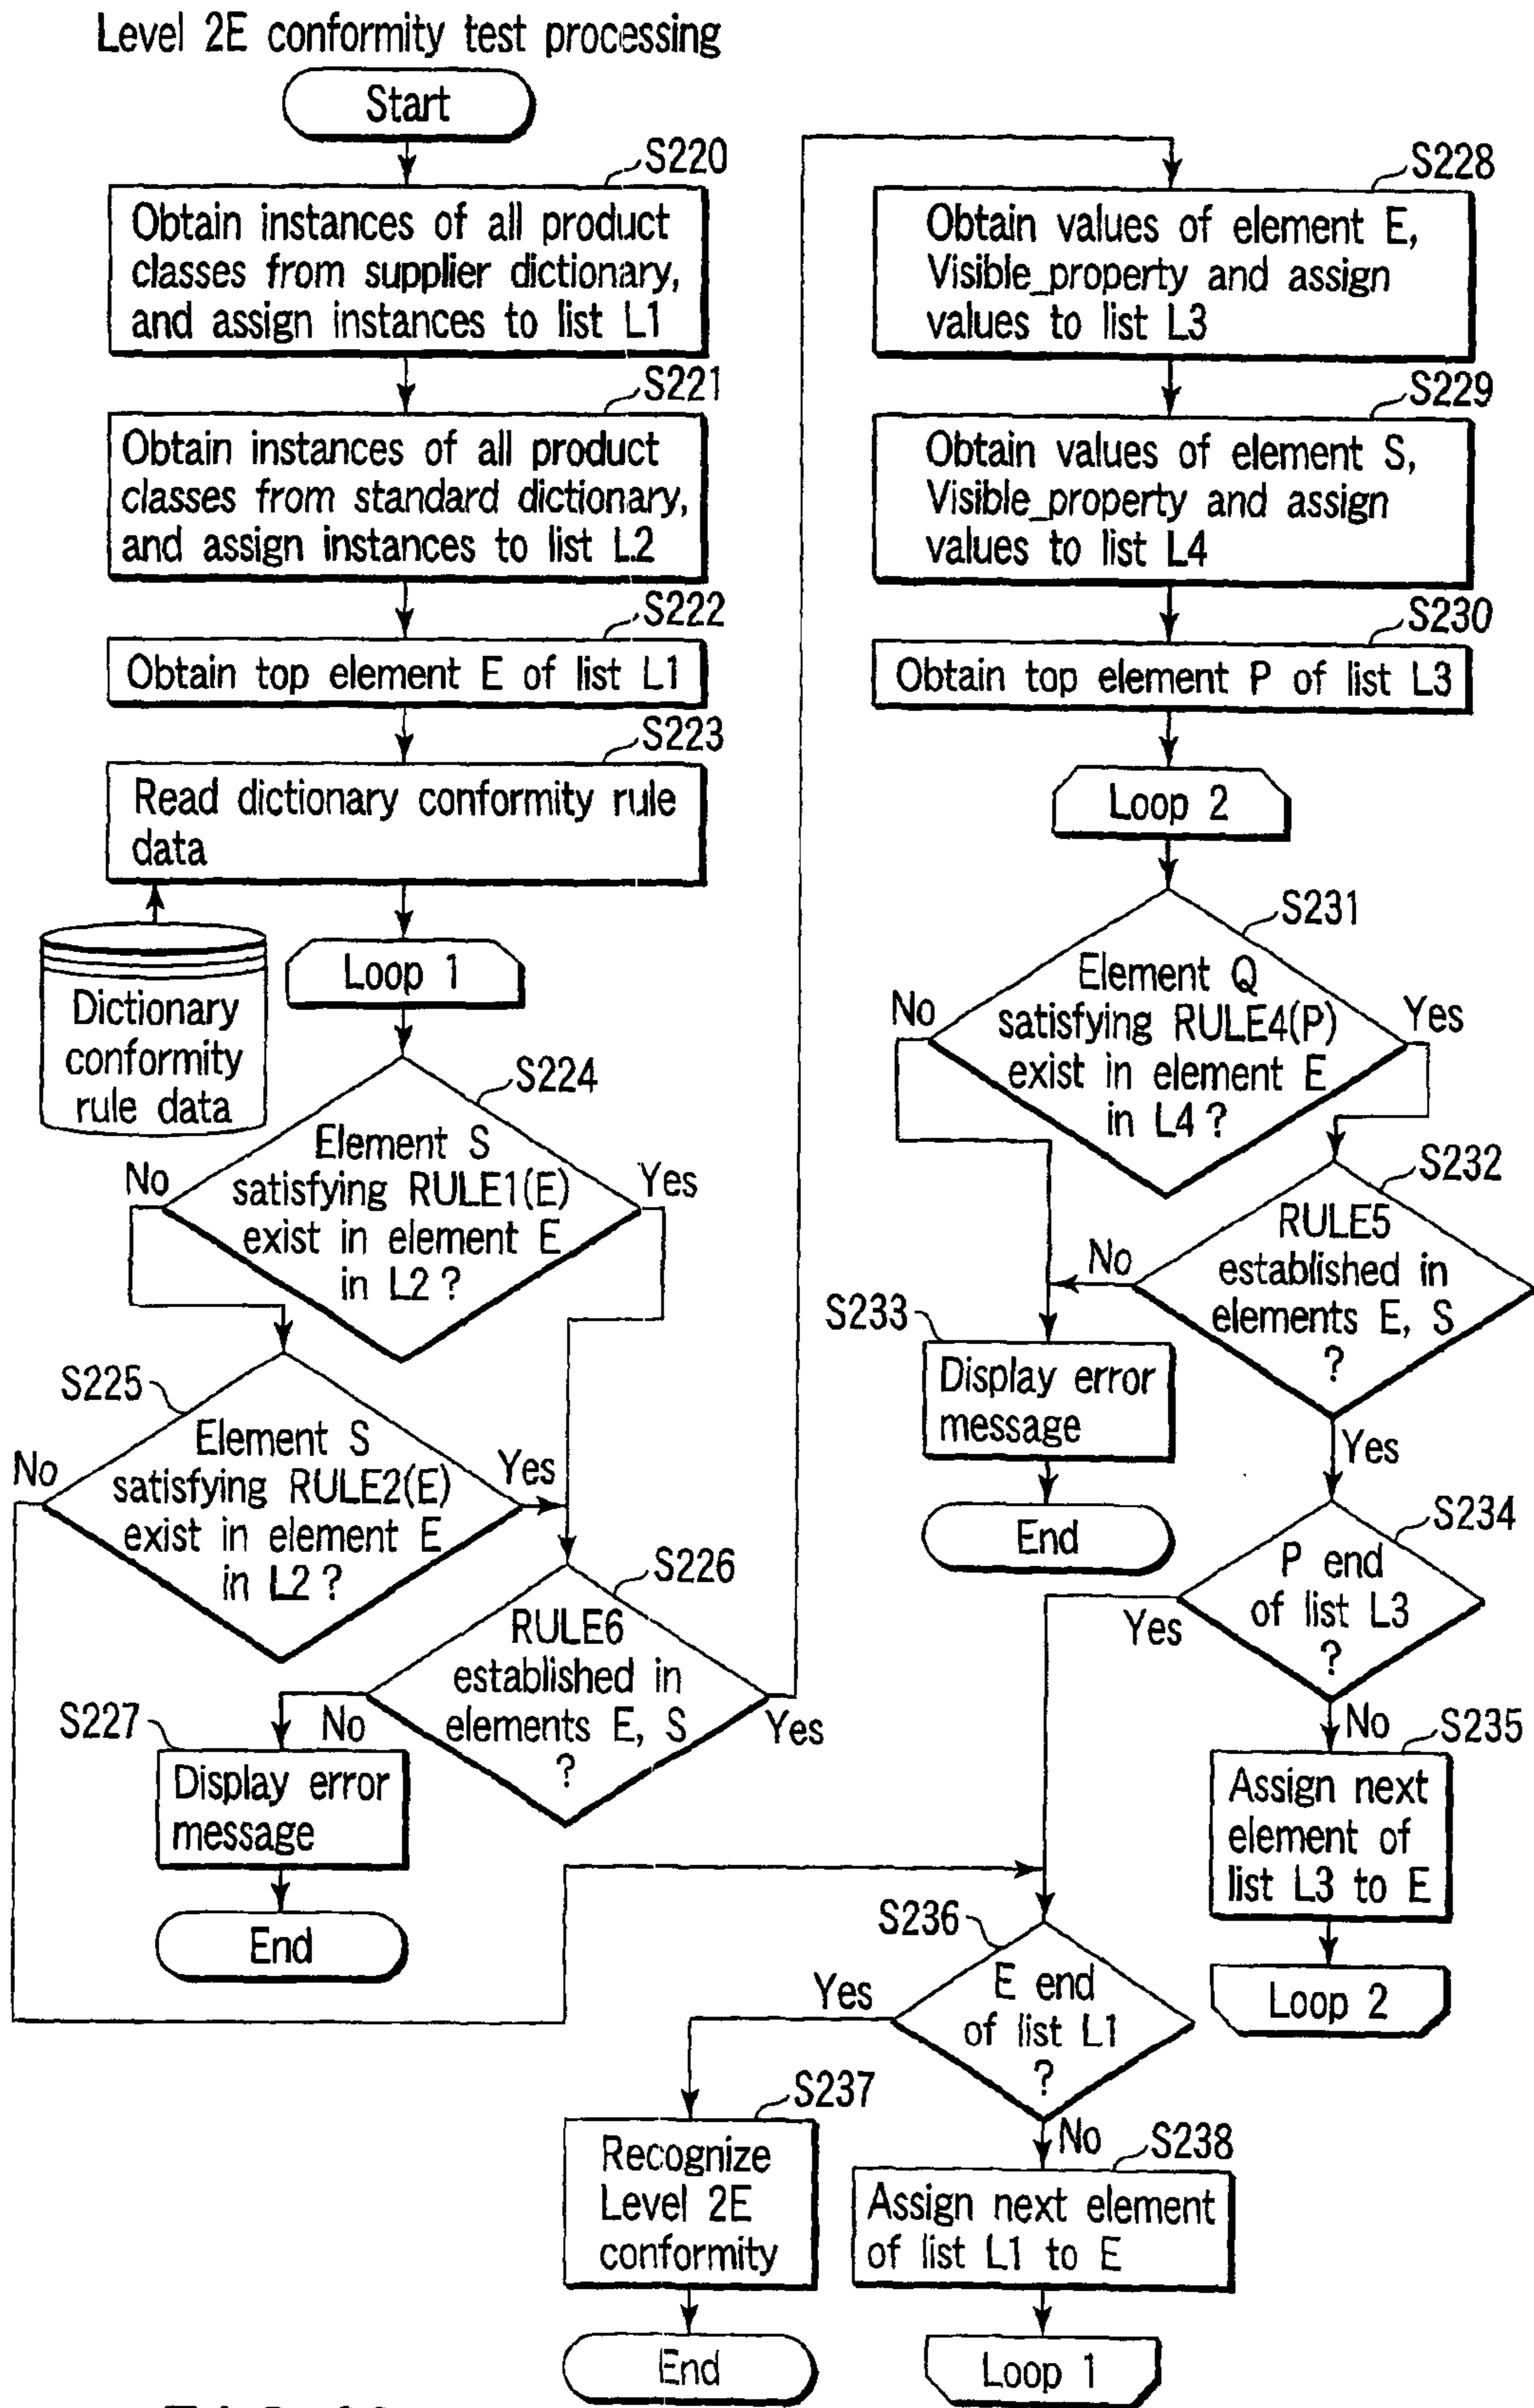 Level 2E conformity test processing
Start
S220
Obtain instances of all product
classes from supplier dictionary,
and assign instances to list L1
S221
Obtain instances of all product
classes from standard dictionary,
and assign instances to list L2
S222
Obtain top element E of list L1
S223
Read dictionary conformity rule
data
Dictionary
conformity
rule data
Loop 1
S224
Element S
satisfying RULE1(E)
exist in element E
in L2 ?
No
Yes
S225
Element S
satisfying RULE2(E)
exist in element E
in L2 ?
No
Yes
S226
RULE6
established in
elements E, S
?
No
Yes
S227
Display error
message
End
S228
Obtain values of element E,
Visible_property and assign
values to list L3
S229
Obtain values of element S,
Visible_property and assign
values to list L4
S230
Obtain top element P of list L3
Loop 2
S231
Element Q
satisfying RULE4(P)
exist in element E
in L4 ?
No
Yes
S232
RULE5
established in
elements E, S
?
No
Yes
S233
Display error
message
End
S234
P end
of list L3
?
Yes
No
S235
Assign next
element of
list L3 to E
Loop 2
S236
E end
of list L1
?
Yes
No
S237
Recognize
Level 2E
conformity
End
S238
Assign next element
of list L1 to E
Loop 1